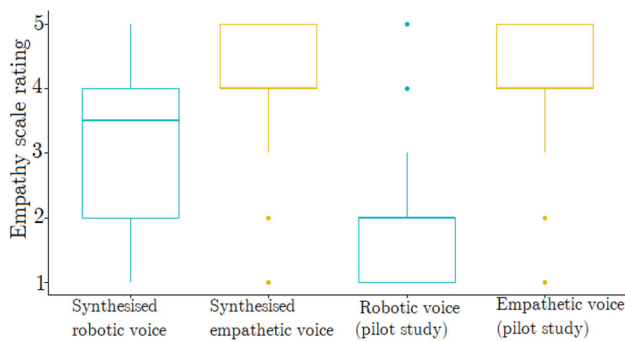 Empathy scale rating
5
4
3
2
1
Synthesised
robotic voice
Synthesised
empathetic voice
Robotic voice
(pilot study)
Empathetic voice
(pilot study)